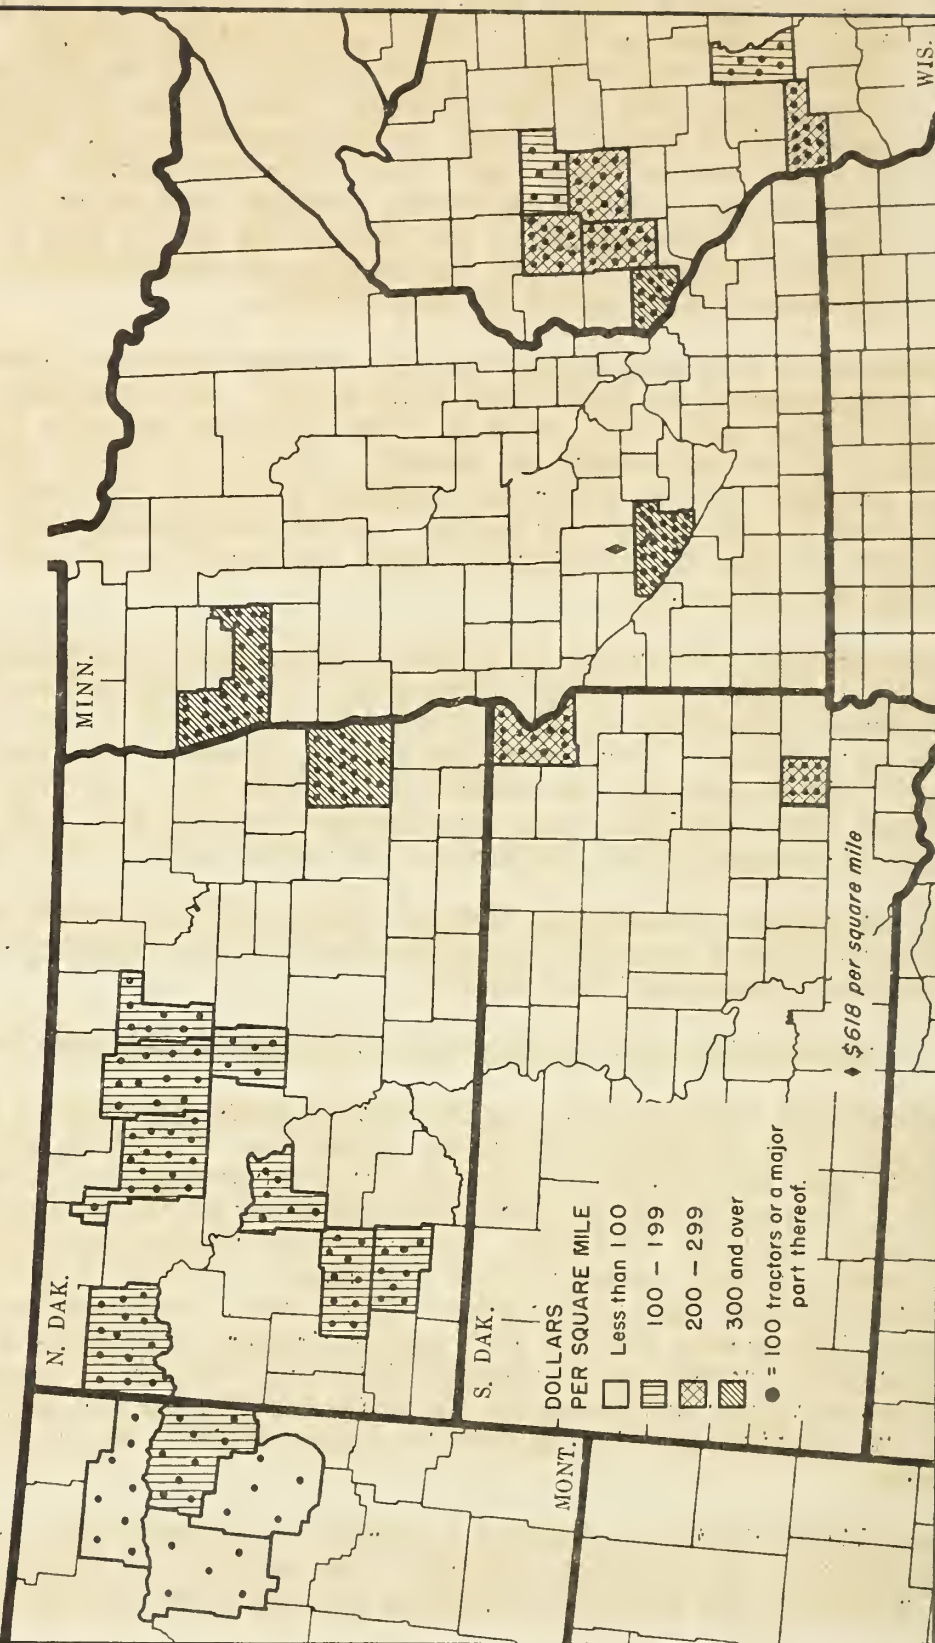 MINN.
N. DAK.
S. DAK.
MONT.
WIS.
DOLLARS
PER SQUARE MILE
Less than 100
100 – 199
200 – 299
300 and over
● = 100 tractors or a major
part thereof.
♦ $618 per square mile